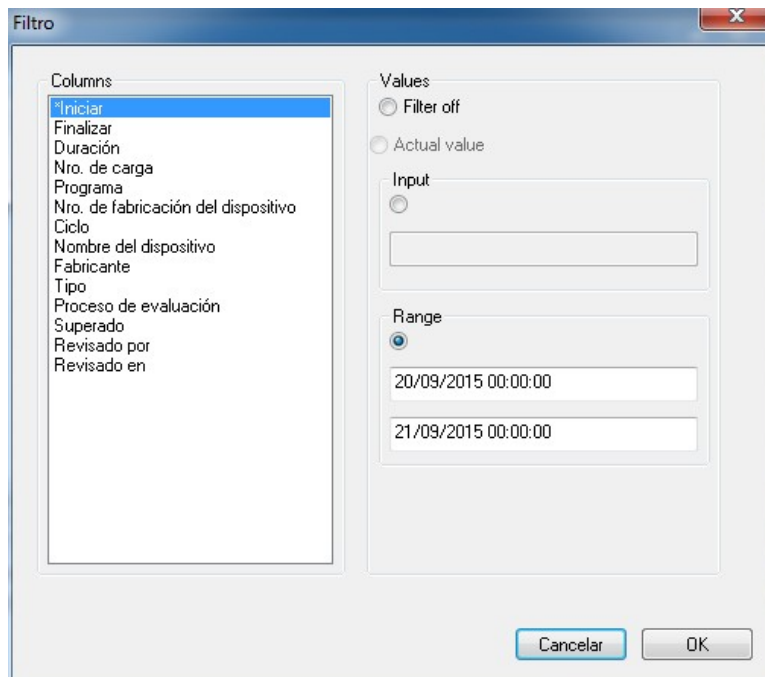 Filtro
Columns
*Iniciar
Finalizar
Duración
Nro. de carga
Programa
Nro. de fabricación del dispositivo
Ciclo
Nombre del dispositivo
Fabricante
Tipo
Proceso de evaluación
Superado
Revisado por
Revisado en
Values
Filter off
Actual value
Input
Range
20/09/2015 00:00:00
21/09/2015 00:00:00
Cancelar
OK